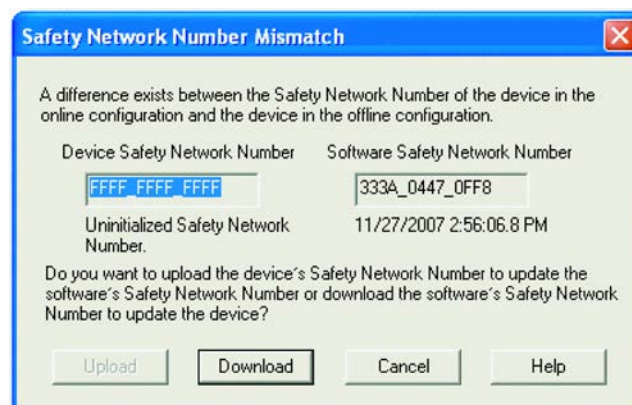 Safety Network Number Mismatch
A difference exists between the Safety Network Number of the device in the
online configuration and the device in the offline configuration.
Device Safety Network Number
Software Safety Network Number
FFFF_FFFF_FFFF
333A_0447_0FF8
Uninitialized Safety Network
Number.
11/27/2007 2:56:06.8 PM
Do you want to upload the device's Safety Network Number to update the
software's Safety Network Number or download the software's Safety Network
Number to update the device?
Upload
Download
Cancel
Help